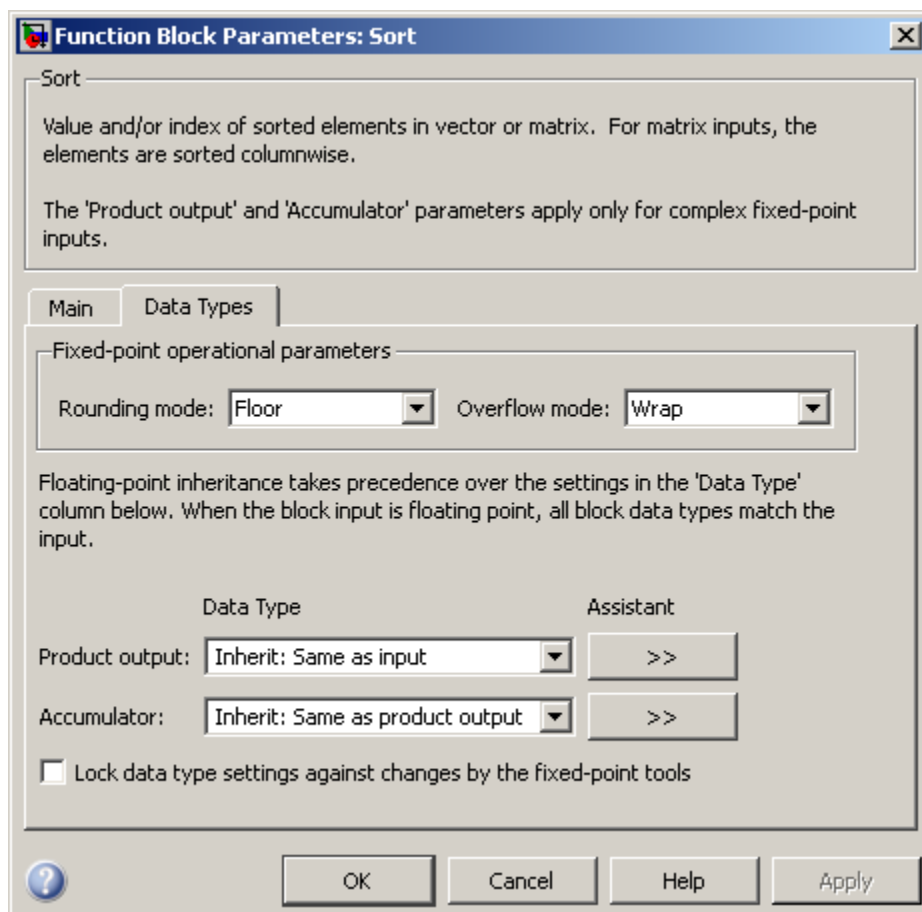 Function Block Parameters: Sort
Sort
Value and/or index of sorted elements in vector or matrix.  For matrix inputs, the
elements are sorted columnwise.
The 'Product output' and 'Accumulator' parameters apply only for complex fixed-point
inputs.
Main Data Types
Fixed-point operational parameters
Rounding mode: Floor Overflow mode: Wrap
Floating-point inheritance takes precedence over the settings in the 'Data Type'
column below. When the block input is floating point, all block data types match the
input.
Data Type Assistant
Product output: Inherit: Same as input >>
Accumulator: Inherit: Same as product output >>
Lock data type settings against changes by the fixed-point tools
? OK Cancel Help Apply